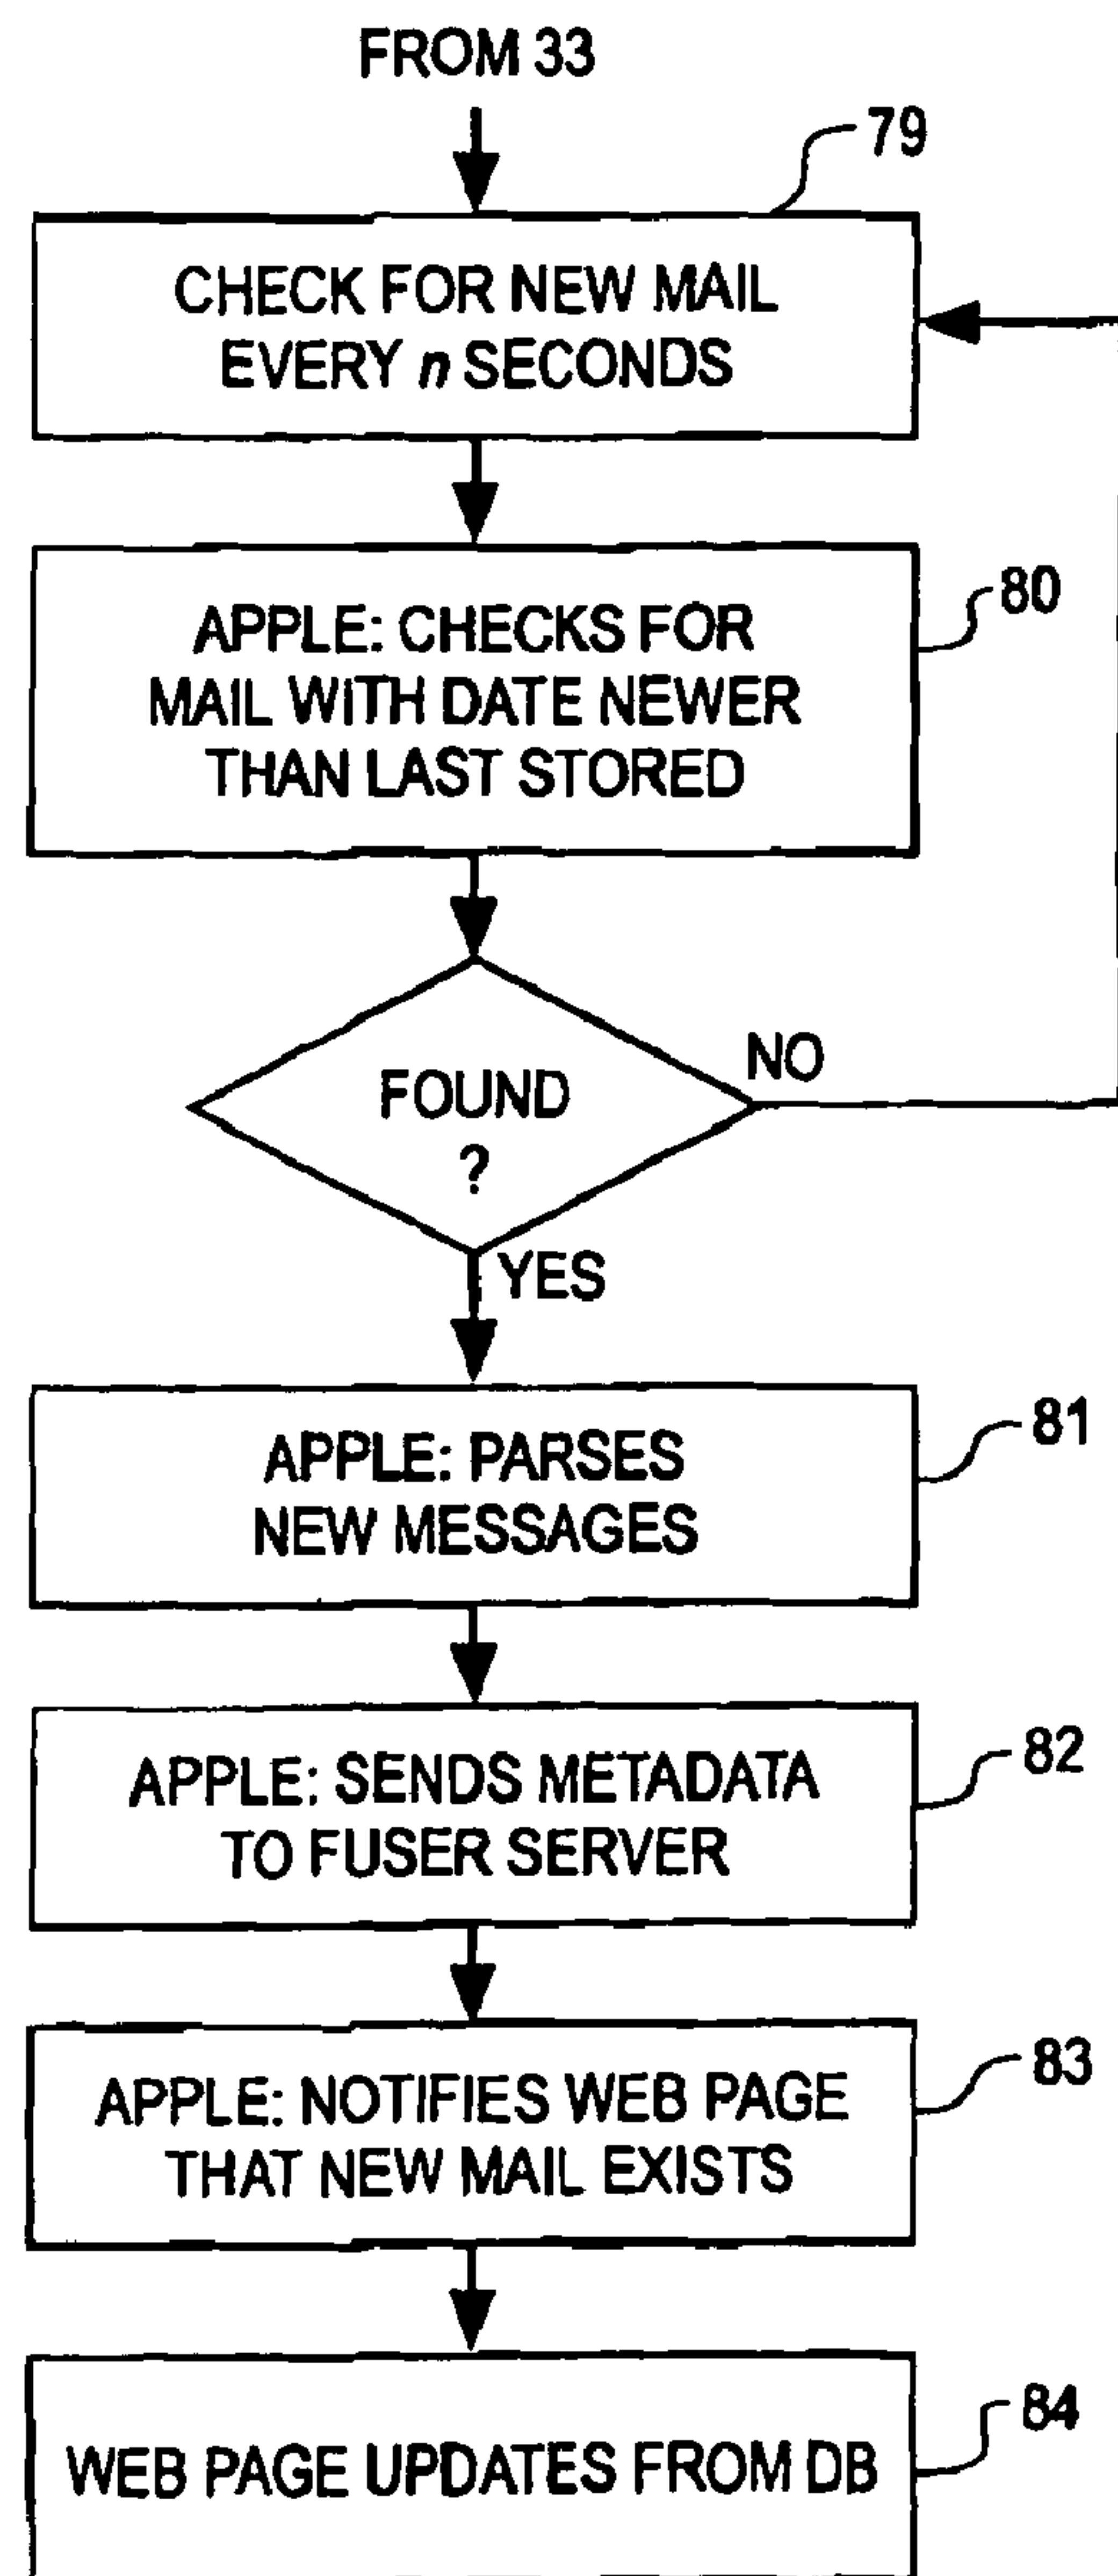 FROM 33
79
CHECK FOR NEW MAIL
EVERY n SECONDS
80
APPLE: CHECKS FOR
MAIL WITH DATE NEWER
THAN LAST STORED
FOUND
?
NO
YES
81
APPLE: PARSES
NEW MESSAGES
82
APPLE: SENDS METADATA
TO FUSER SERVER
83
APPLE: NOTIFIES WEB PAGE
THAT NEW MAIL EXISTS
84
WEB PAGE UPDATES FROM DB